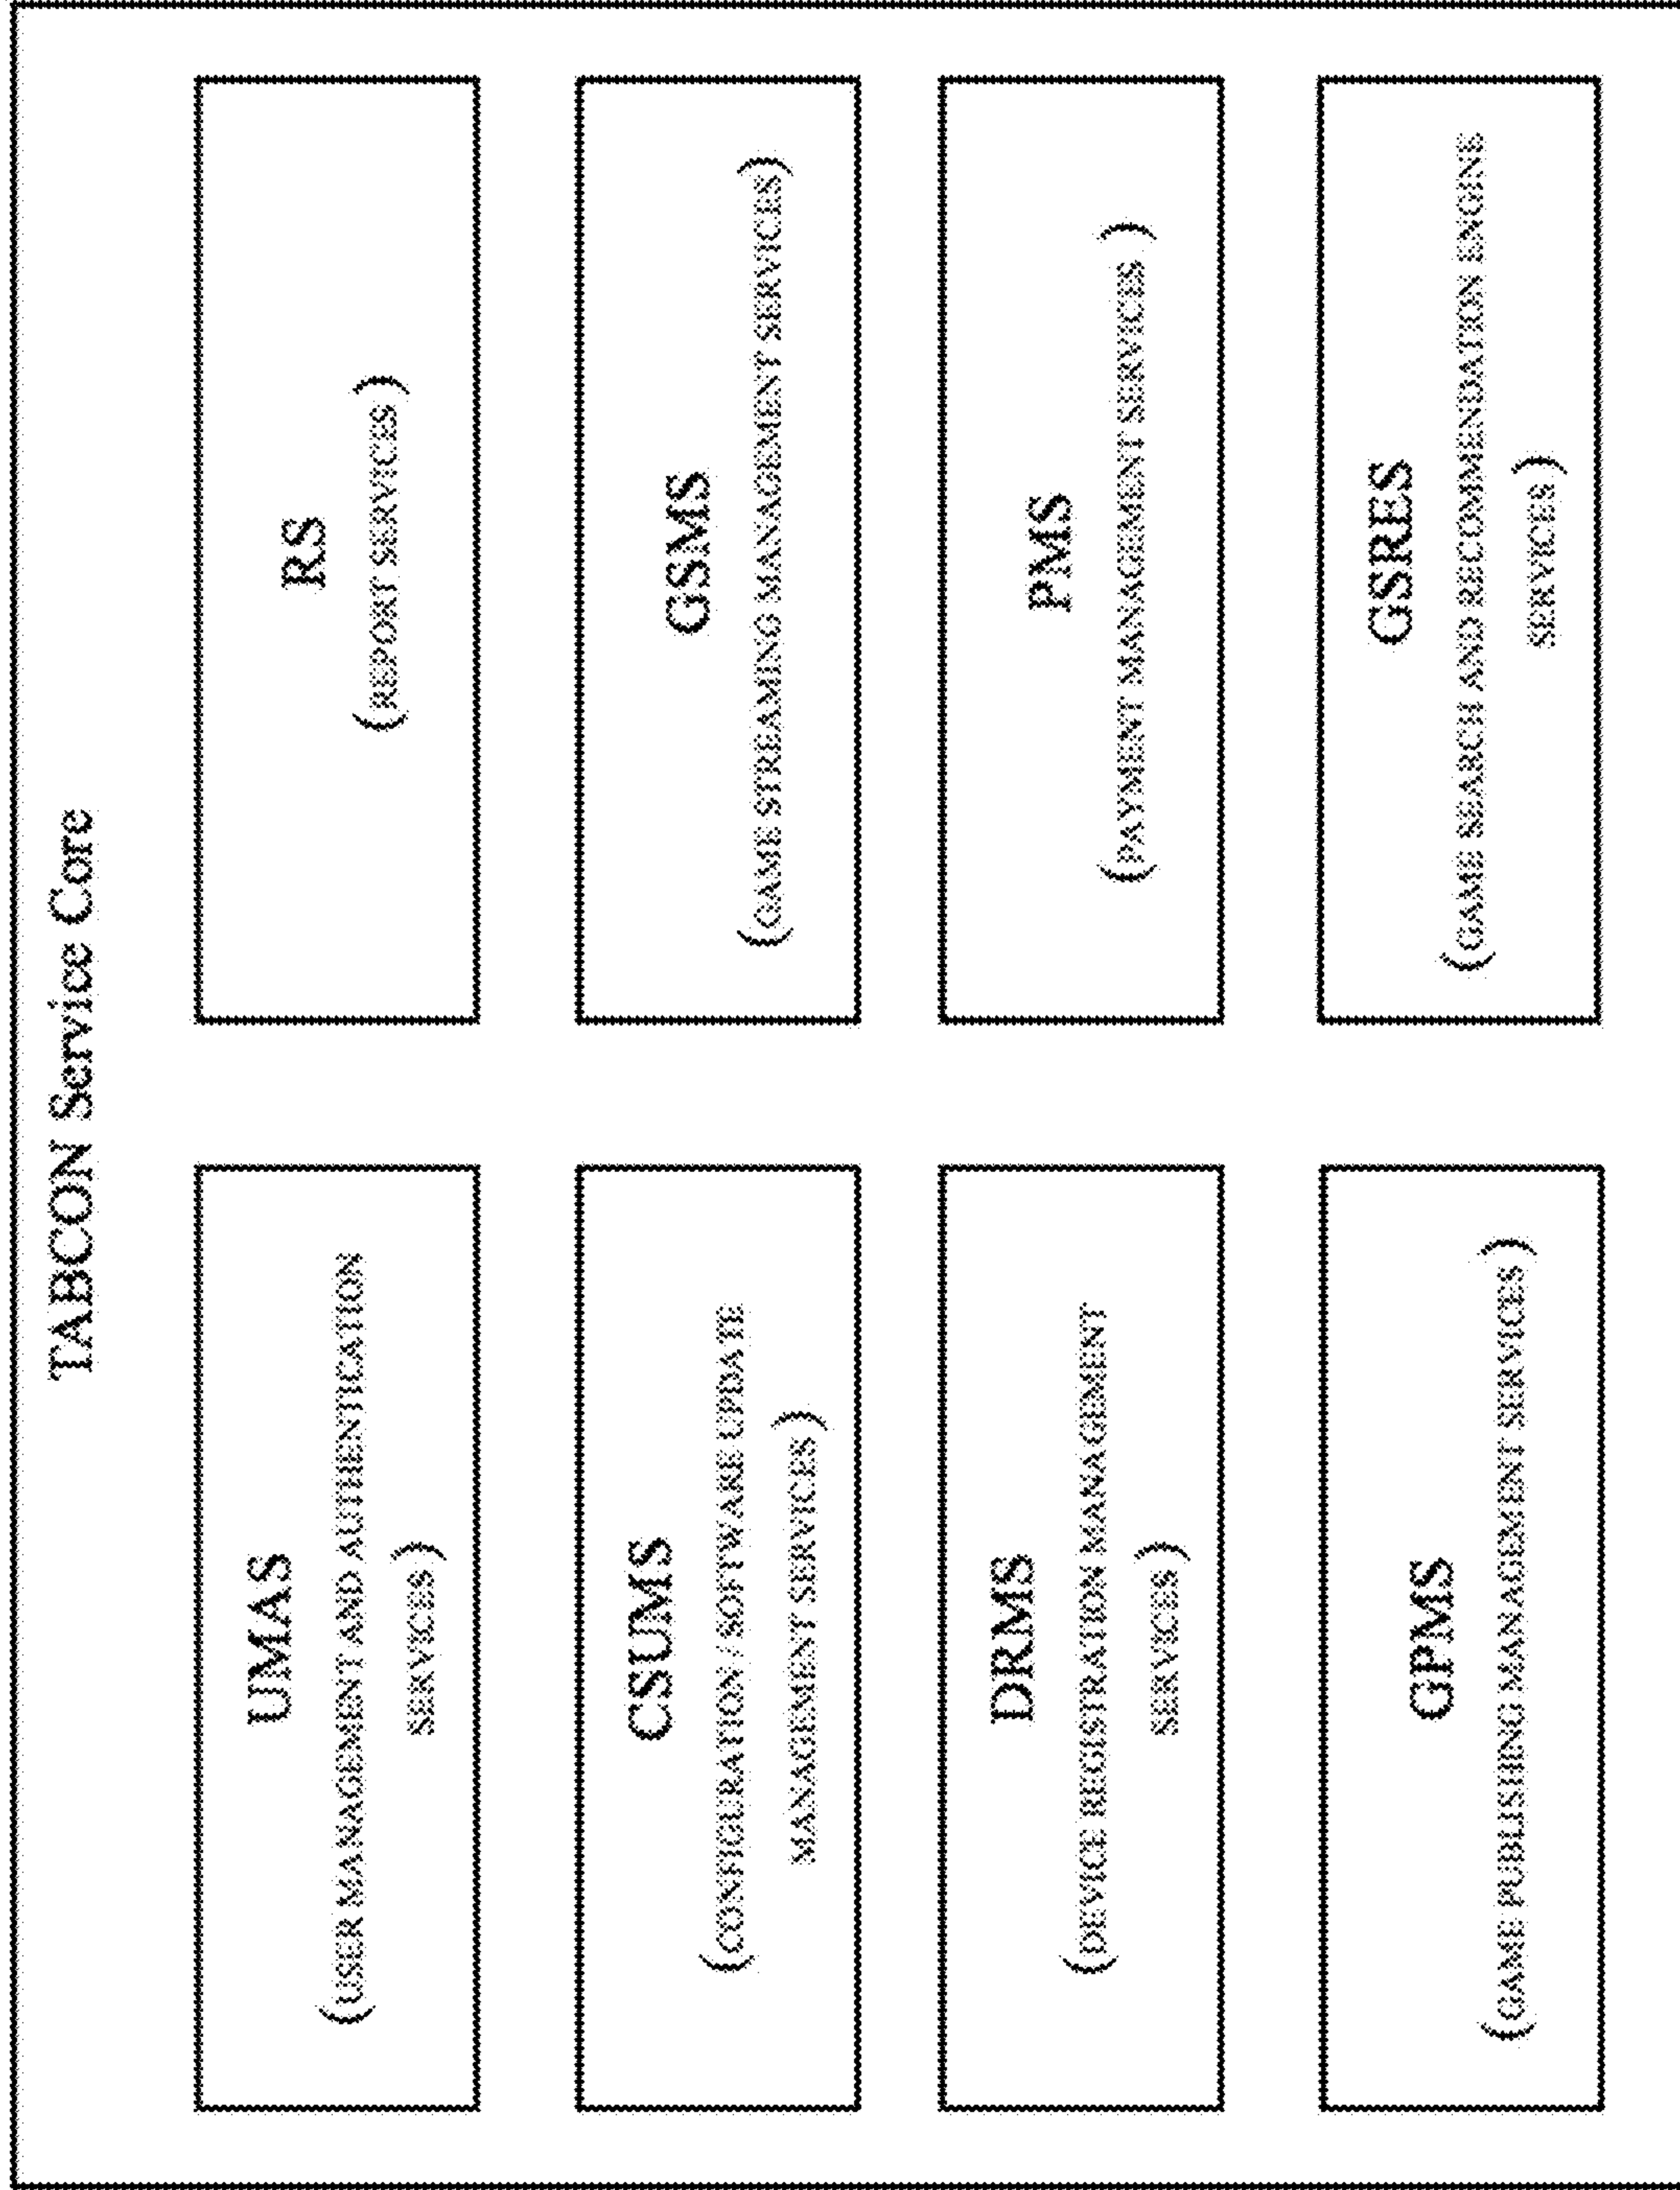 TABCON Service Core
UMAS
(USER MANAGEMENT AND AUTHENTICATION
SERVICES)
RS
(REPORT SERVICES)
CSUMS
(CONFIGURATION / SOFTWARE UPDATE
MANAGEMENT SERVICES)
GSMS
(GAME STREAMING MANAGEMENT SERVICES)
DRMS
(DEVICE REGISTRATION MANAGEMENT
SERVICES)
PMS
(PAYMENT MANAGEMENT SERVICES)
GPMS
(GAME PUBLISHING MANAGEMENT SERVICES)
GSRES
(GAME SEARCH AND RECOMMENDATION ENGINE
SERVICES)